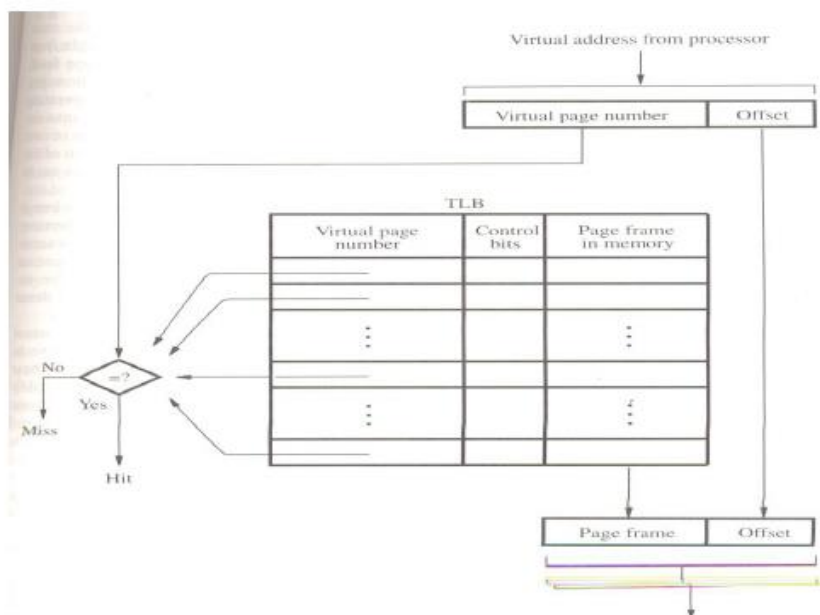 Virtual address from processor
Virtual page number Offset
TLB
Virtual page number
Control bits
Page frame in memory
No
=?
Yes
Miss
Hit
Page frame Offset